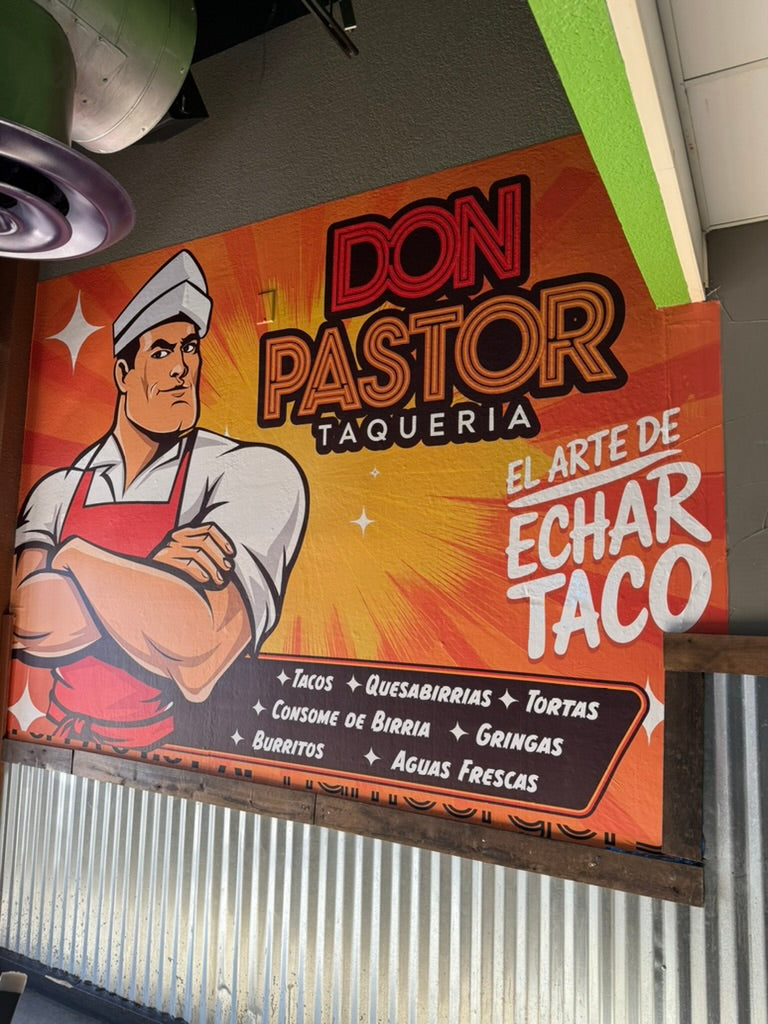 DON
PASTOR
TAQUERIA
EL ARTE DE
ECHAR
TACO
TACOS QUESABIRRIAS TORTAS
CONSOME DE BIRRIA GRINGAS
BURRITOS AGUAS FRESCAS